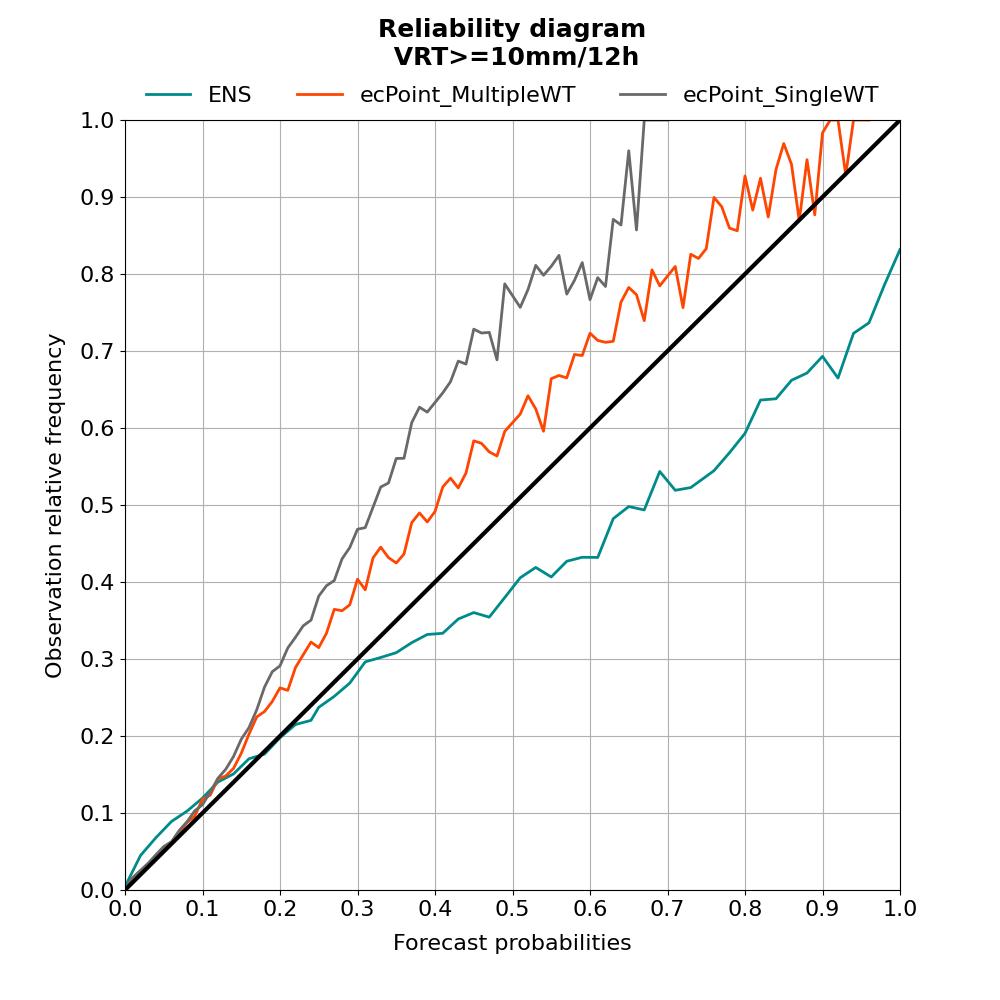 Reliability diagram
VRT>=10mm/12h
ENS ecPoint_MultipleWT ecPoint_SingleWT
1.0
0.9
0.8
0.7
0.6
0.5
0.4
0.3
0.2
0.1
0.0
Observation relative frequency
0.0 0.1 0.2 0.3 0.4 0.5 0.6 0.7 0.8 0.9 1.0
Forecast probabilities